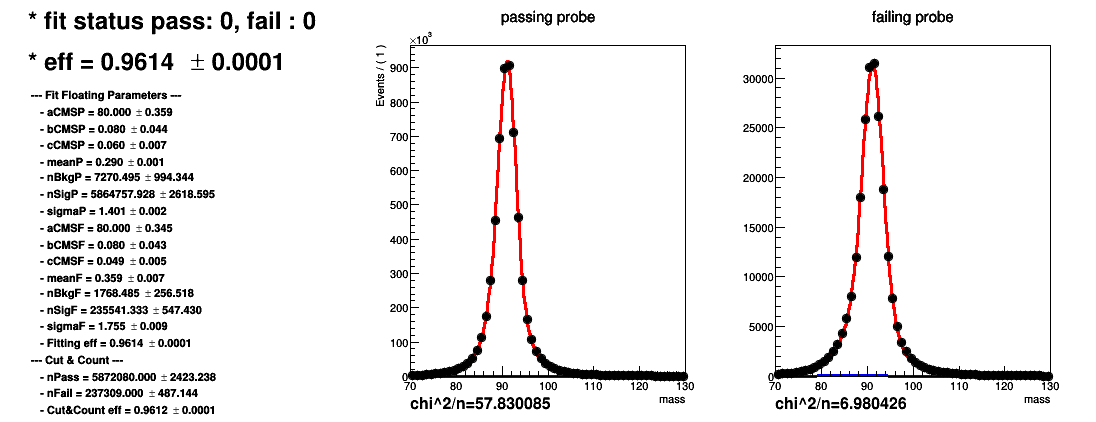 * fit status pass: 0, fail : 0
* eff = 0.9614 ± 0.0001
--- Fit Floating Parameters ---
- aCMSP = 80.000 ± 0.359
- bCMSP = 0.080 ± 0.044
- cCMSP = 0.060 ± 0.007
- meanP = 0.290 ± 0.001
- nBkgP = 7270.495 ± 994.344
- nSigP = 5864757.928 ± 2618.595
- sigmaP = 1.401 ± 0.002
- aCMSF = 80.000 ± 0.345
- bCMSF = 0.080 ± 0.043
- cCMSF = 0.049 ± 0.005
- meanF = 0.359 ± 0.007
- nBkgF = 1768.485 ± 256.518
- nSigF = 235541.333 ± 547.430
- sigmaF = 1.755 ± 0.009
- Fitting eff = 0.9614 ± 0.0001
--- Cut & Count ---
- nPass = 5872080.000 ± 2423.238
- nFail = 237309.000 ± 487.144
- Cut&Count eff = 0.9612 ± 0.0001
passing probe
×10³
Events / ( 1 )
900
800
700
600
500
400
300
200
100
0
70 80 90 100 110 120 130
mass
chi^2/n=57.830085
failing probe
30000
25000
20000
15000
10000
5000
0
70 80 90 100 110 120 130
mass
chi^2/n=6.980426